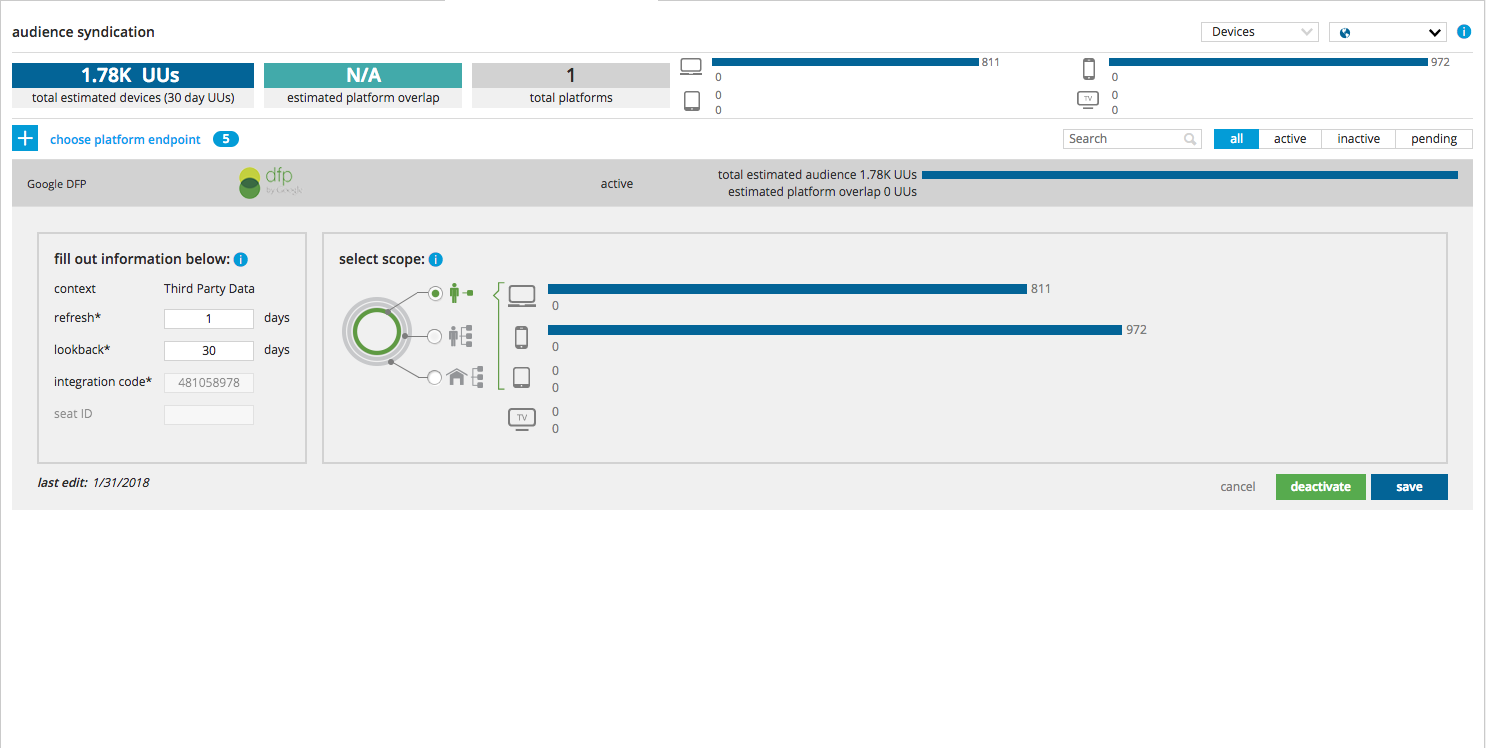 audience syndication
Devices
1.78K UUs
total estimated devices (30 day UUs)
N/A
estimated platform overlap
1
total platforms
811
0
0
0
972
0
TV
0
0
choose platform endpoint 5
Search
all active inactive pending
Google DFP
dfp
by Google
active
total estimated audience 1.78K UUs
estimated platform overlap 0 UUs
fill out information below: i
context Third Party Data
refresh* 1 days
lookback* 30 days
integration code* 481058978
seat ID
select scope: i
811
0
972
0
0
0
TV
0
0
last edit: 1/31/2018
cancel deactivate save